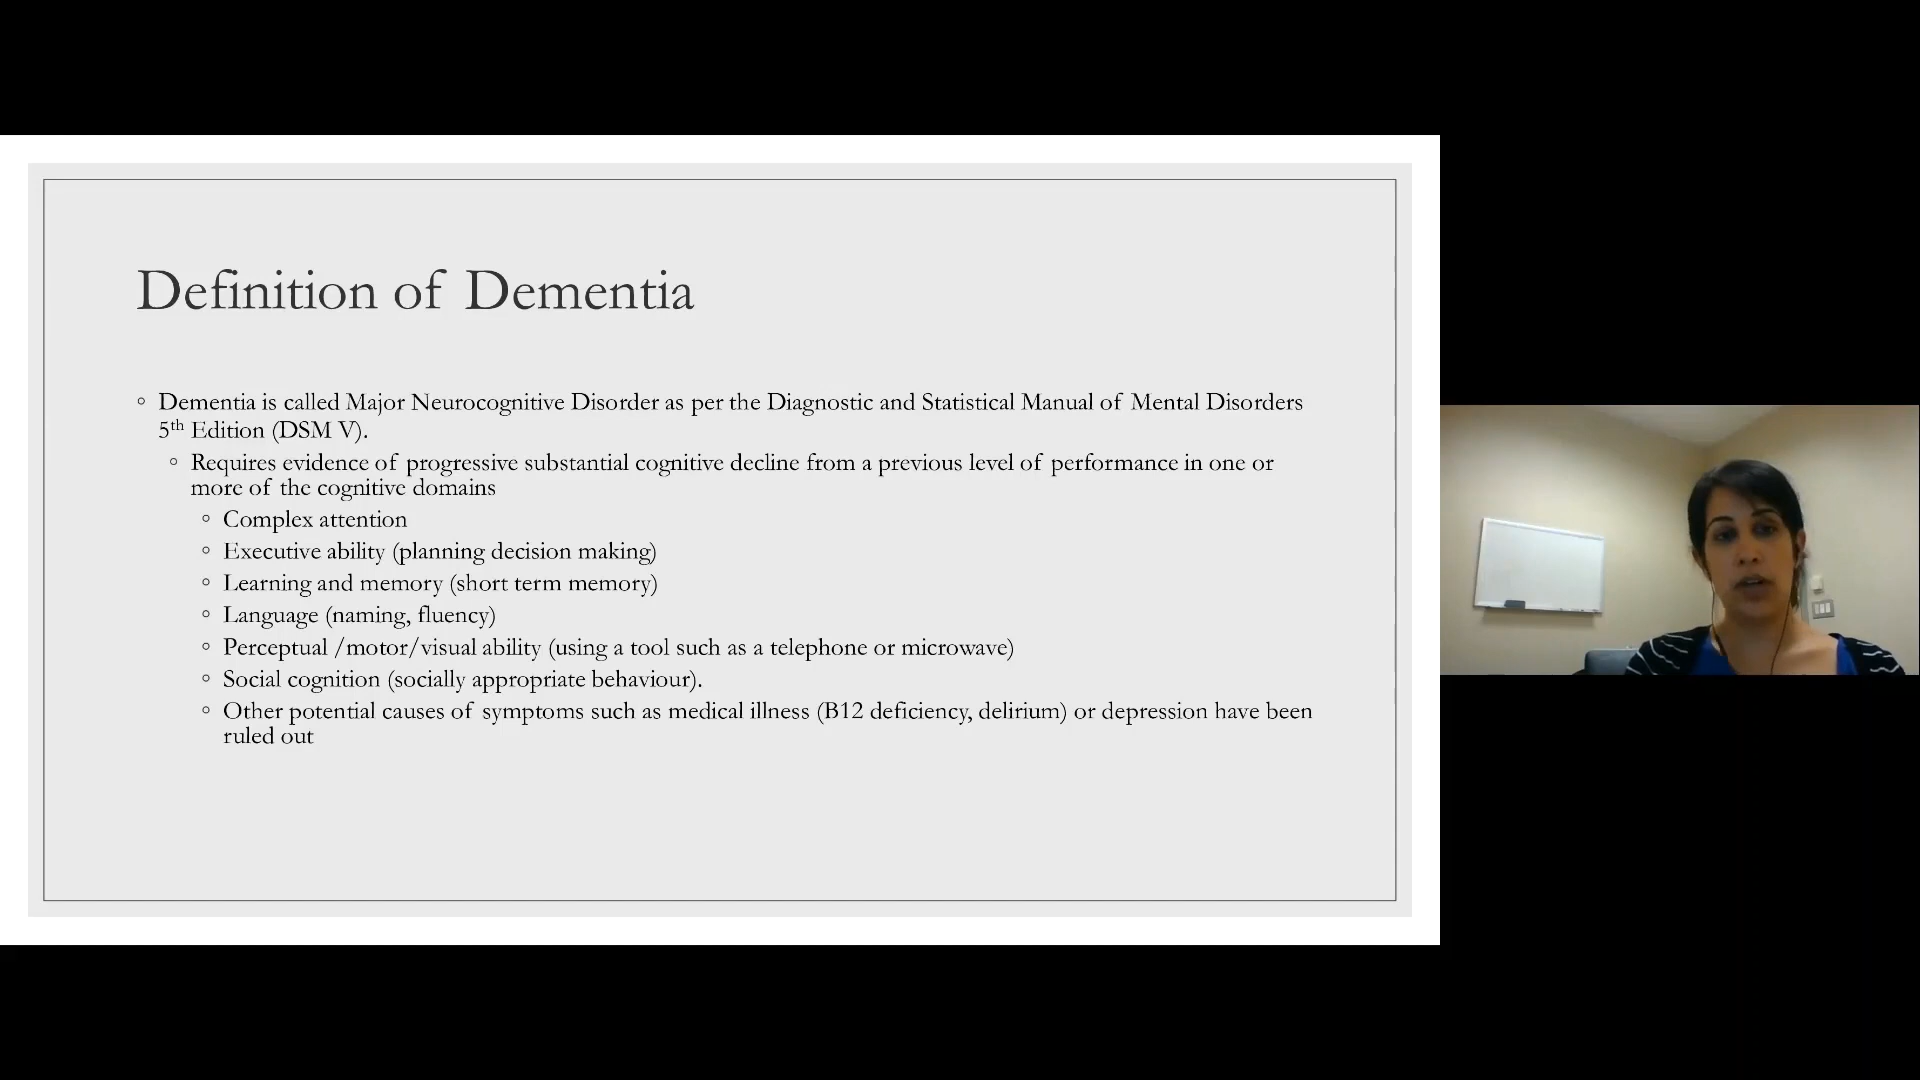 Definition of Dementia
Dementia is called Major Neurocognitive Disorder as per the Diagnostic and Statistical Manual of Mental Disorders
5th Edition (DSM V).
Requires evidence of progressive substantial cognitive decline from a previous level of performance in one or
more of the cognitive domains
Complex attention
Executive ability (planning decision making)
Learning and memory (short term memory)
Language (naming, fluency)
Perceptual /motor/visual ability (using a tool such as a telephone or microwave)
Social cognition (socially appropriate behaviour).
Other potential causes of symptoms such as medical illness (B12 deficiency, delirium) or depression have been
ruled out